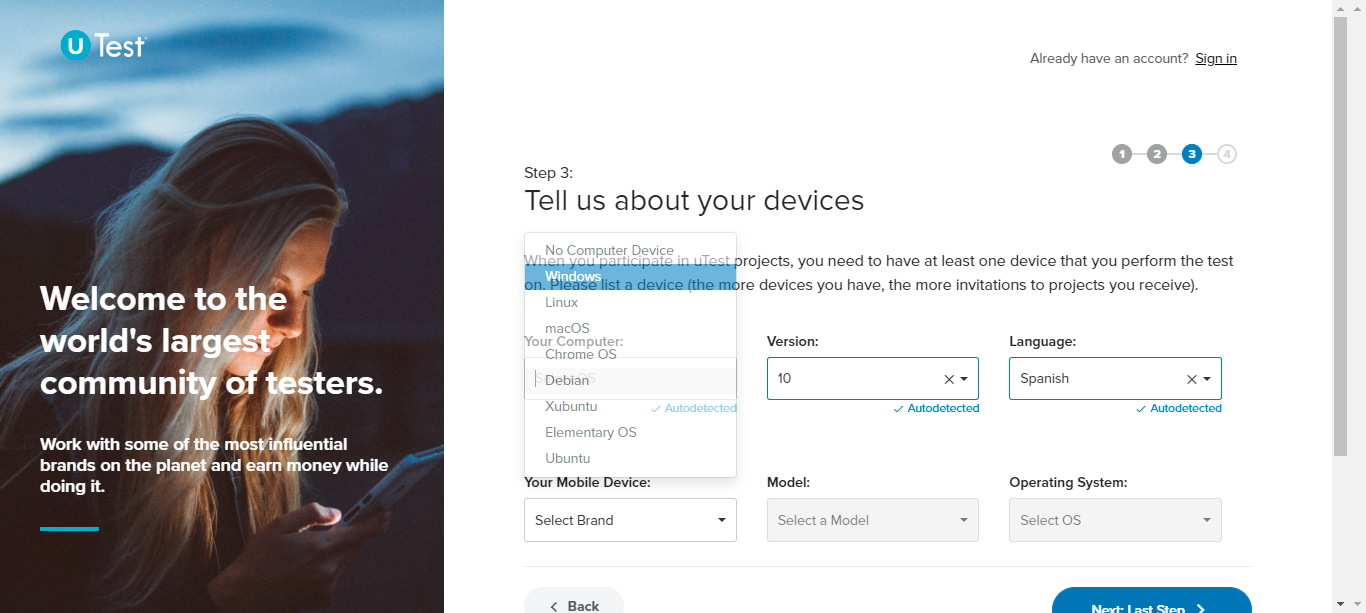 U Test
Already have an account? Sign in
1 2 3 4
Step 3:
Tell us about your devices
When you participate in uTest projects, you need to have at least one device that you perform the test
on. Please list a device (the more devices you have, the more invitations to projects you receive).
No Computer Device
Windows
Linux
macOS
Chrome OS
Debian
Xubuntu
Elementary OS
Ubuntu
Your Computer:
Select OS
Autodetected
Version:
10
Autodetected
Language:
Spanish
Autodetected
Your Mobile Device:
Select Brand
Model:
Select a Model
Operating System:
Select OS
Back
Next: Last Step
Welcome to the
world's largest
community of testers.
Work with some of the most influential
brands on the planet and earn money while
doing it.